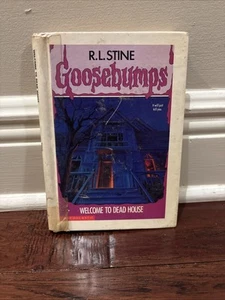 R.L.STINE
Goosebumps
WELCOME TO DEAD HOUSE